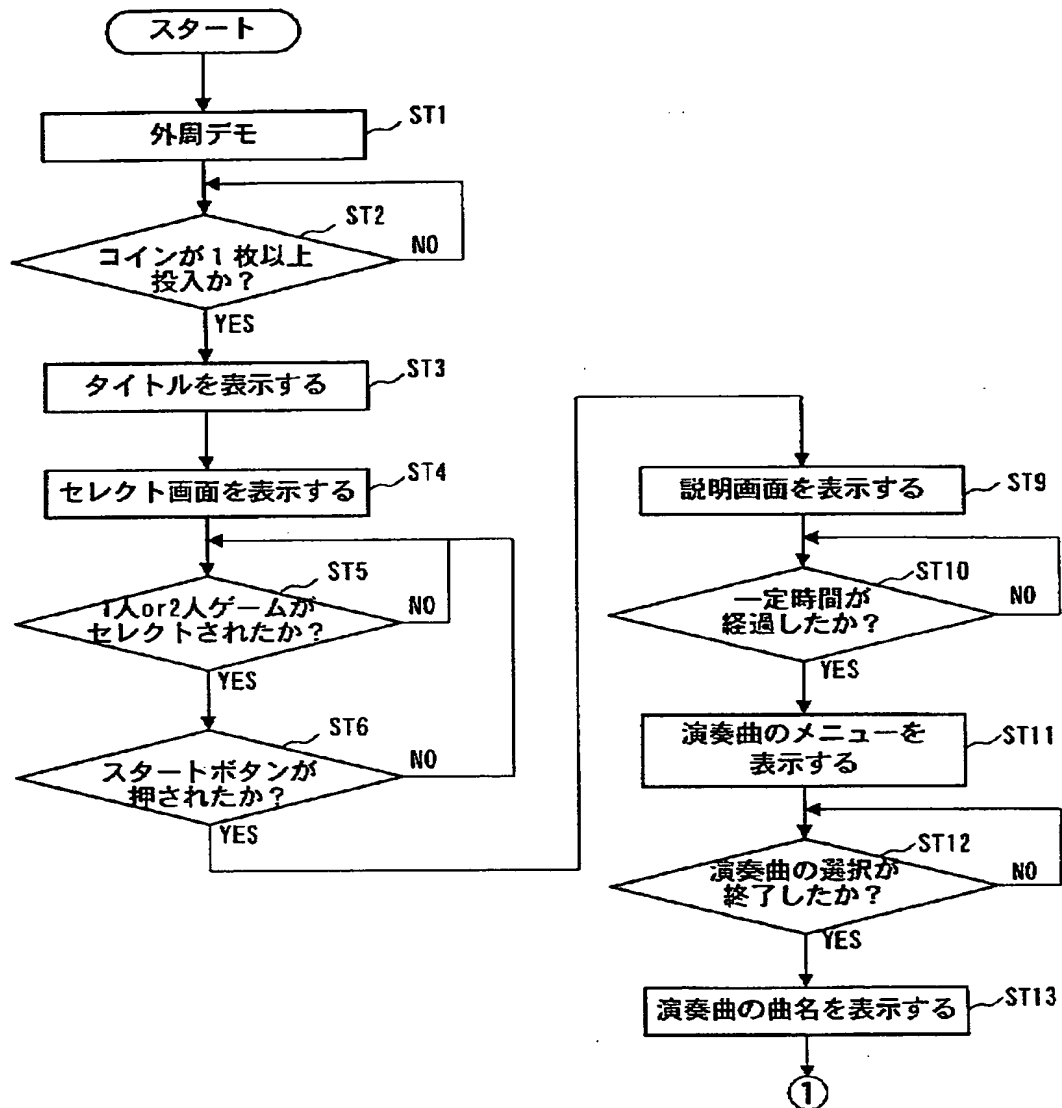 スタート
外周デモ
ST1
ST2
コインが1枚以上
投入か?
NO
YES
タイトルを表示する
ST3
セレクト画面を表示する
ST4
ST5
1人or2人ゲームが
セレクトされたか?
NO
YES
ST6
スタートボタンが
押されたか?
NO
YES
説明画面を表示する
ST9
ST10
一定時間が
経過したか?
NO
YES
演奏曲のメニューを
表示する
ST11
ST12
演奏曲の選択が
終了したか?
NO
YES
演奏曲の曲名を表示する
ST13
①